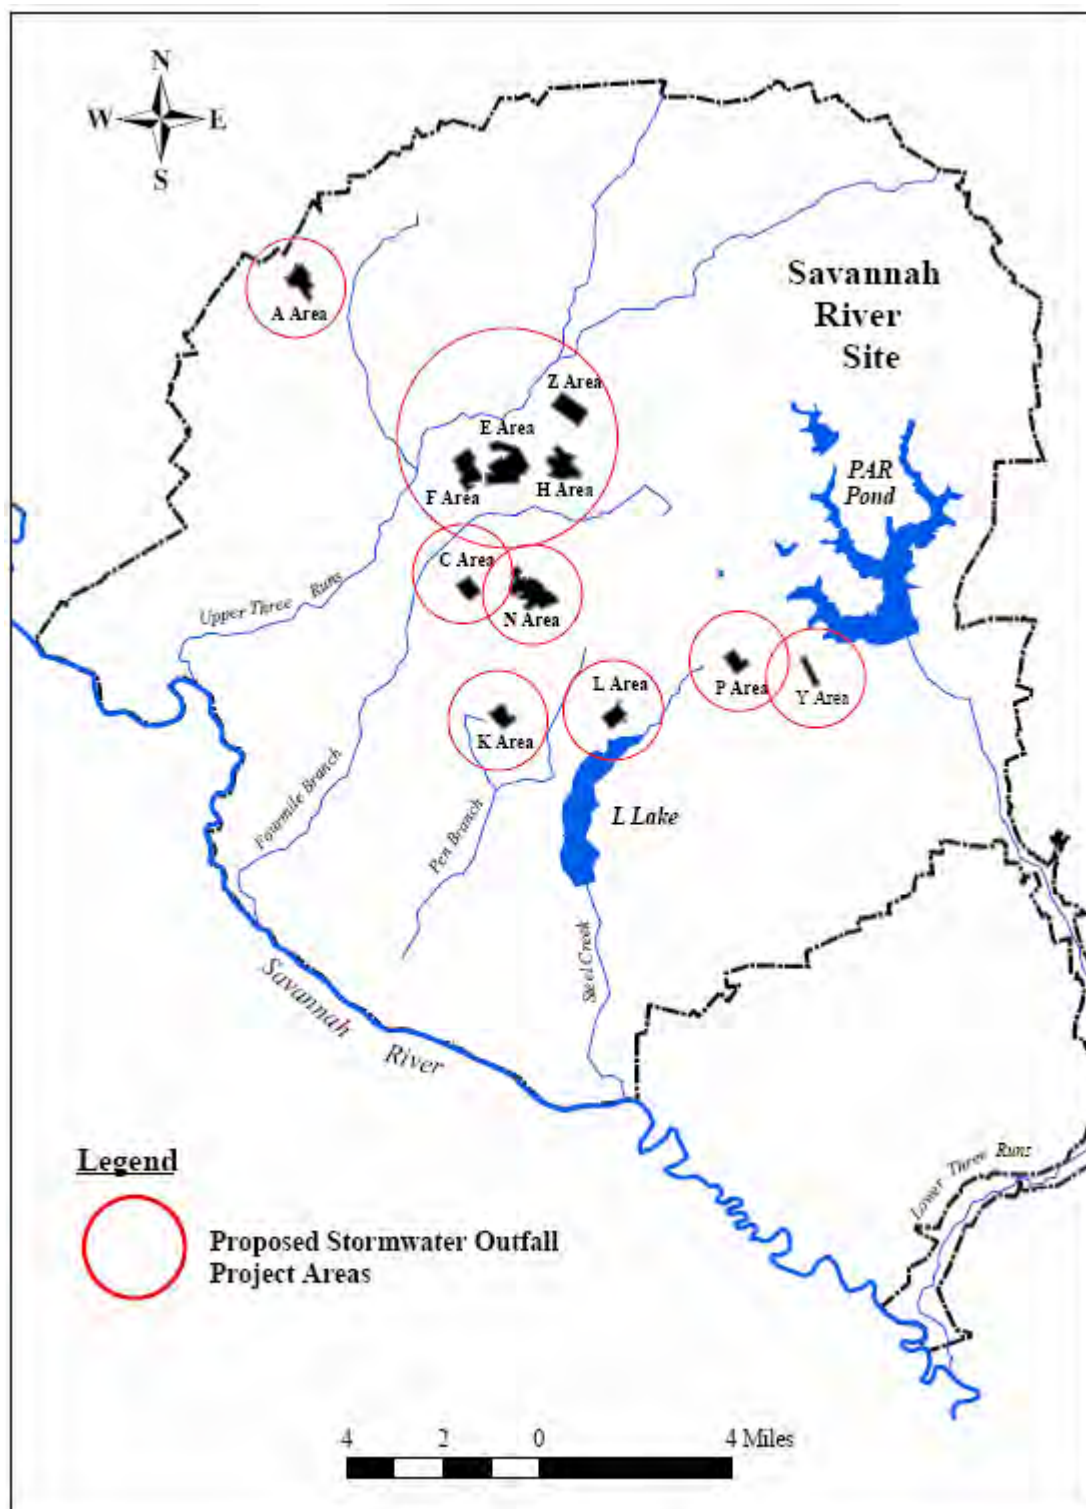 N
W E
S
Savannah
River
Site
A Area
Z Area
E Area
F Area
H Area
PAR
Pond
C Area
N Area
Upper Three Runs
L Area
P Area
Y Area
K Area
Fourmile Branch
Pen Branch
L Lake
Steel Creek
Savannah River
Lower Three Runs
Legend
Proposed Stormwater Outfall
Project Areas
4 2 0 4 Miles